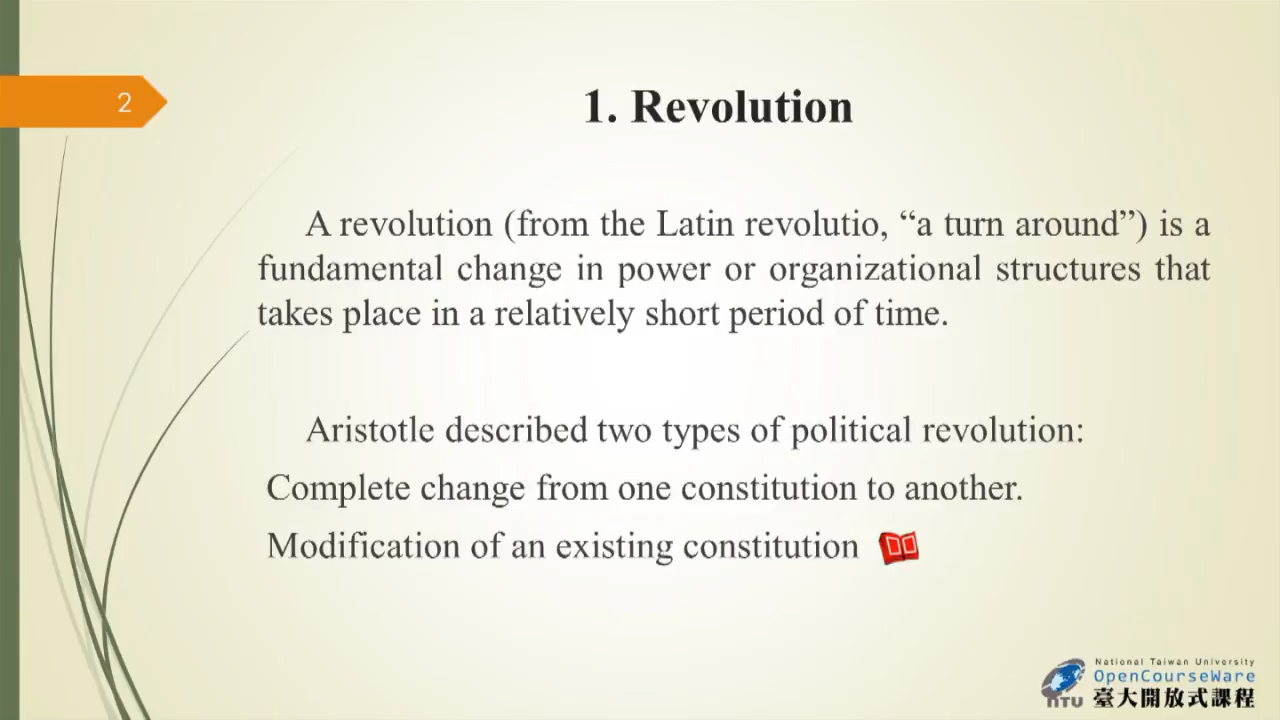 2
1. Revolution
A revolution (from the Latin revolutio, “a turn around”) is a
fundamental change in power or organizational structures that
takes place in a relatively short period of time.
Aristotle described two types of political revolution:
Complete change from one constitution to another.
Modification of an existing constitution
National Taiwan University
OpenCourseWare
NTU
臺大開放式課程